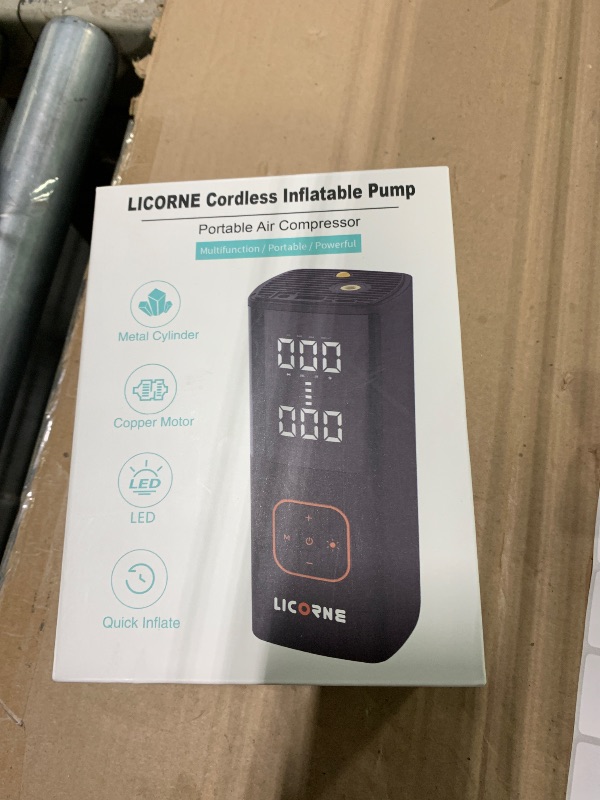 LICORNE Cordless Inflatable Pump
Portable Air Compressor
Multifunction / Portable / Powerful
Metal Cylinder
Copper Motor
LED
LED
Quick Inflate
000
000
+
M
−
LICORNE